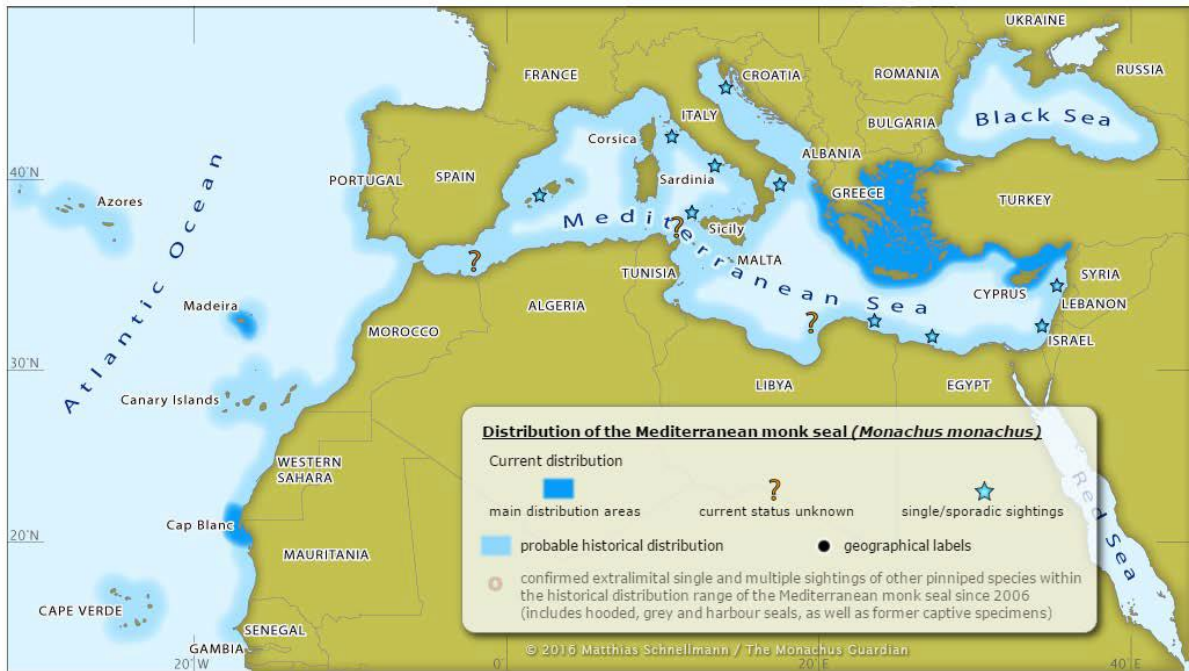 UKRAINE
FRANCE
CROATIA
ROMANIA
RUSSIA
ITALY
BULGARIA
Black Sea
Corsica
ALBANIA
40°N
PORTUGAL
SPAIN
Sardinia
GREECE
TURKEY
Azores
Mediterranean Sea
Sicily
?
?
MALTA
TUNISIA
SYRIA
CYPRUS
Atlantic Ocean
Madeira
ALGERIA
LEBANON
MOROCCO
?
ISRAEL
30°N
LIBYA
EGYPT
Canary Islands
Distribution of the Mediterranean monk seal (Monachus monachus)
Current distribution
WESTERN
SAHARA
?
main distribution areas
current status unknown
single/sporadic sightings
Red Sea
Cap Blanc
20°N
probable historical distribution
geographical labels
MAURITANIA
confirmed extralimital single and multiple sightings of other pinniped species within
the historical distribution range of the Mediterranean monk seal since 2006
(includes hooded, grey and harbour seals, as well as former captive specimens)
CAPE VERDE
SENEGAL
GAMBIA
© 2016 Matthias Schnellmann / The Monachus Guardian
20°W
0°
20°E
40°E